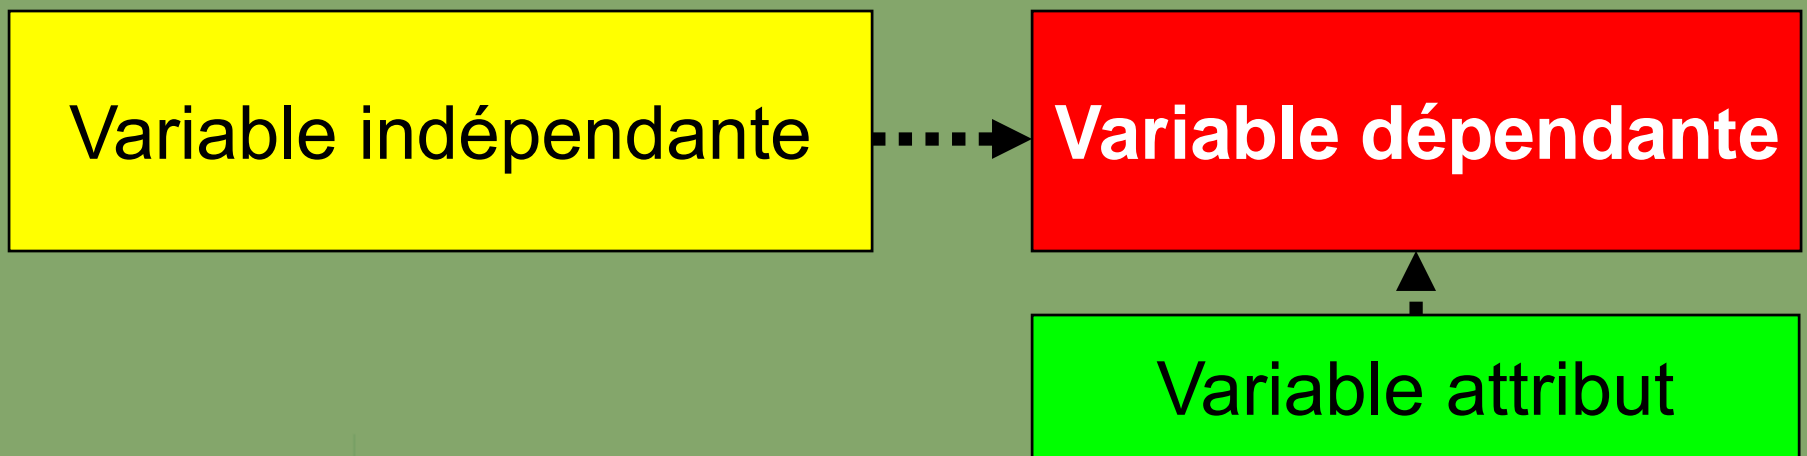 Variable indépendante
Variable dépendante
Variable attribut